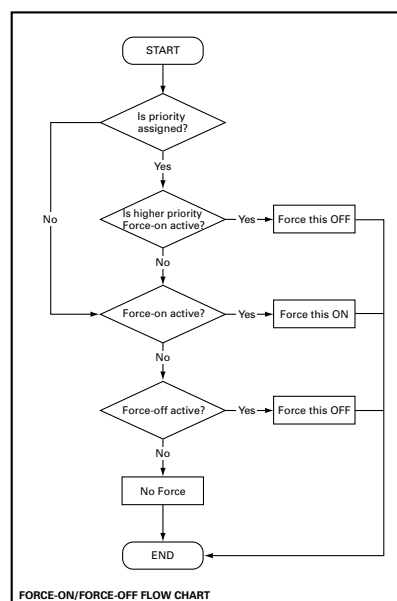 START
Is priority
assigned?
Yes
No
Is higher priority
Force-on active?
Yes
Force this OFF
No
Force-on active?
Yes
Force this ON
No
Force-off active?
Yes
Force this OFF
No
No Force
END
FORCE-ON/FORCE-OFF FLOW CHART